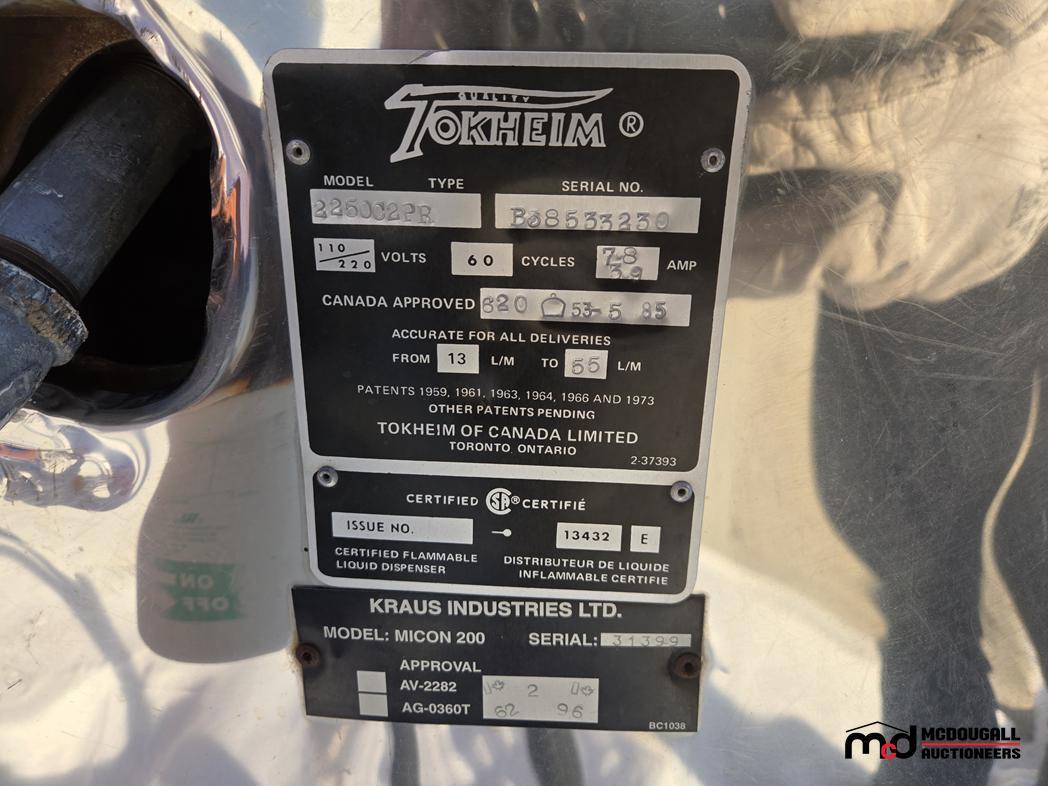 QUALITY
TOKHEIM ®
MODEL TYPE SERIAL NO.
225002PR B38533230
110/220 VOLTS 60 CYCLES 7.8 3.9 AMP
CANADA APPROVED 620 53-5 85
ACCURATE FOR ALL DELIVERIES
FROM 13 L/M TO 55 L/M
PATENTS 1959, 1961, 1963, 1964, 1966 AND 1973
OTHER PATENTS PENDING
TOKHEIM OF CANADA LIMITED
TORONTO, ONTARIO
2-37393
CERTIFIED SA ® CERTIFIÉ
ISSUE NO. 13432 E
CERTIFIED FLAMMABLE
LIQUID DISPENSER
DISTRIBUTEUR DE LIQUIDE
INFLAMMABLE CERTIFIE
ON
OFF
KRAUS INDUSTRIES LTD.
MODEL: MICON 200 SERIAL: 31399
APPROVAL
AV-2282 2
AG-0360T 62 96
BC1038
mcd MCDOUGALL
AUCTIONEERS